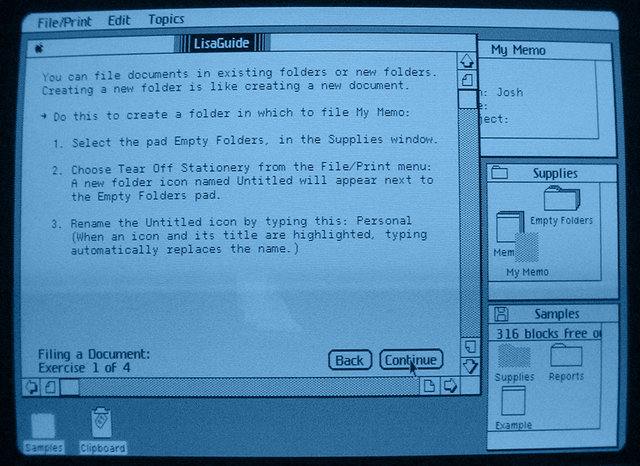 File/Print Edit Topics
LisaGuide
You can file documents in existing folders or new folders.
Creating a new folder is like creating a new document.
→ Do this to create a folder in which to file My Memo:
1. Select the pad Empty Folders, in the Supplies window.
2. Choose Tear Off Stationery from the File/Print menu:
A new folder icon named Untitled will appear next to
the Empty Folders pad.
3. Rename the Untitled icon by typing this: Personal
(When an icon and its title are highlighted, typing
automatically replaces the name.)
Filing a Document:
Exercise 1 of 4
Back Continue
My Memo
: Josh
Supplies
Empty Folders
Mem
My Memo
Samples
316 blocks free o
Supplies Reports
Example
Samples Clipboard